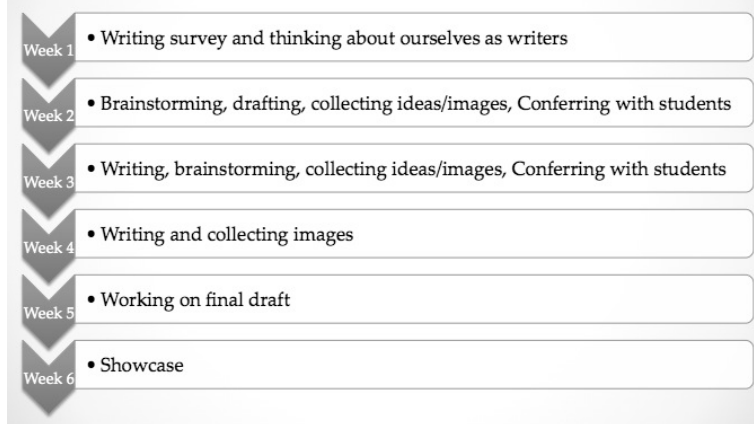 Week 1
• Writing survey and thinking about ourselves as writers
Week 2
• Brainstorming, drafting, collecting ideas/images, Conferring with students
Week 3
• Writing, brainstorming, collecting ideas/images, Conferring with students
Week 4
• Writing and collecting images
Week 5
• Working on final draft
Week 6
• Showcase